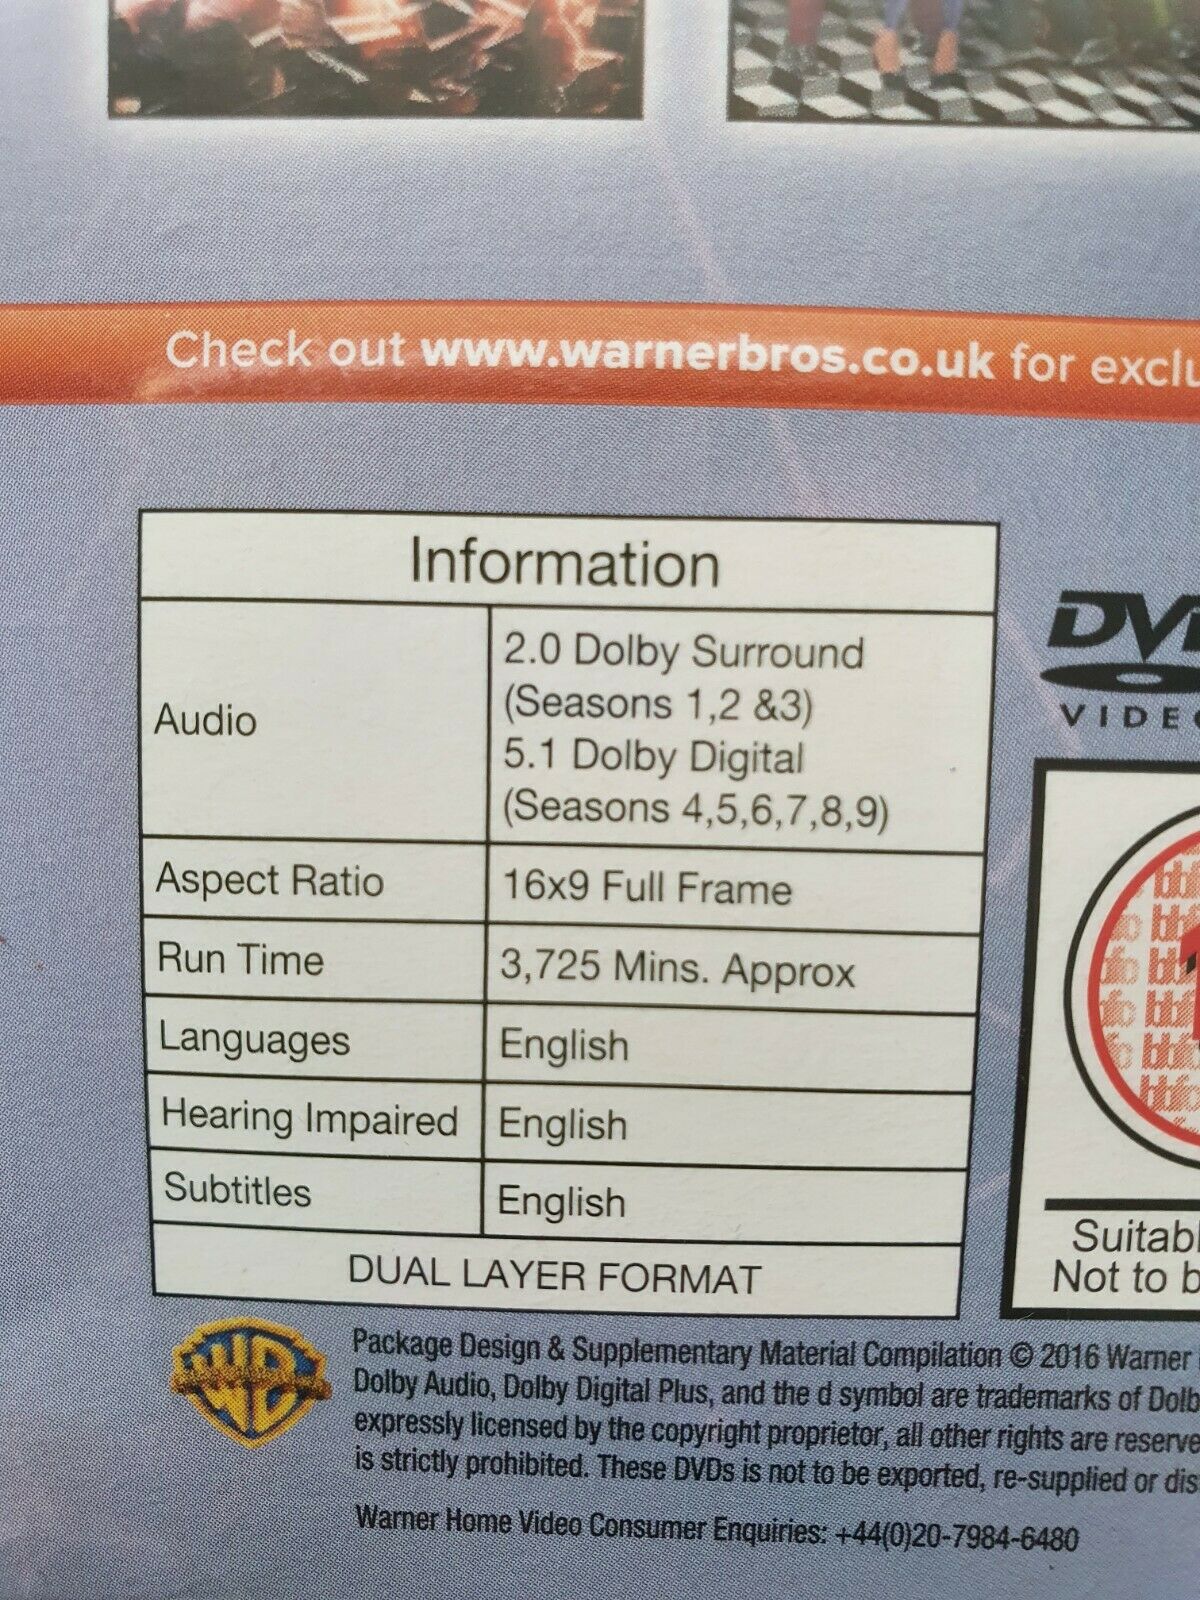 Check out www.warnerbros.co.uk for exclu
Information
Audio
2.0 Dolby Surround
(Seasons 1,2 &3)
5.1 Dolby Digital
(Seasons 4,5,6,7,8,9)
Aspect Ratio
16x9 Full Frame
Run Time
3,725 Mins. Approx
Languages
English
Hearing Impaired
English
Subtitles
English
DUAL LAYER FORMAT
DV
VIDE
Suitabl
Not to b
WB
Package Design & Supplementary Material Compilation © 2016 Warner
Dolby Audio, Dolby Digital Plus, and the d symbol are trademarks of Dolb
expressly licensed by the copyright proprietor, all other rights are reserve
is strictly prohibited. These DVDs is not to be exported, re-supplied or dis
Warner Home Video Consumer Enquiries: +44(0)20-7984-6480